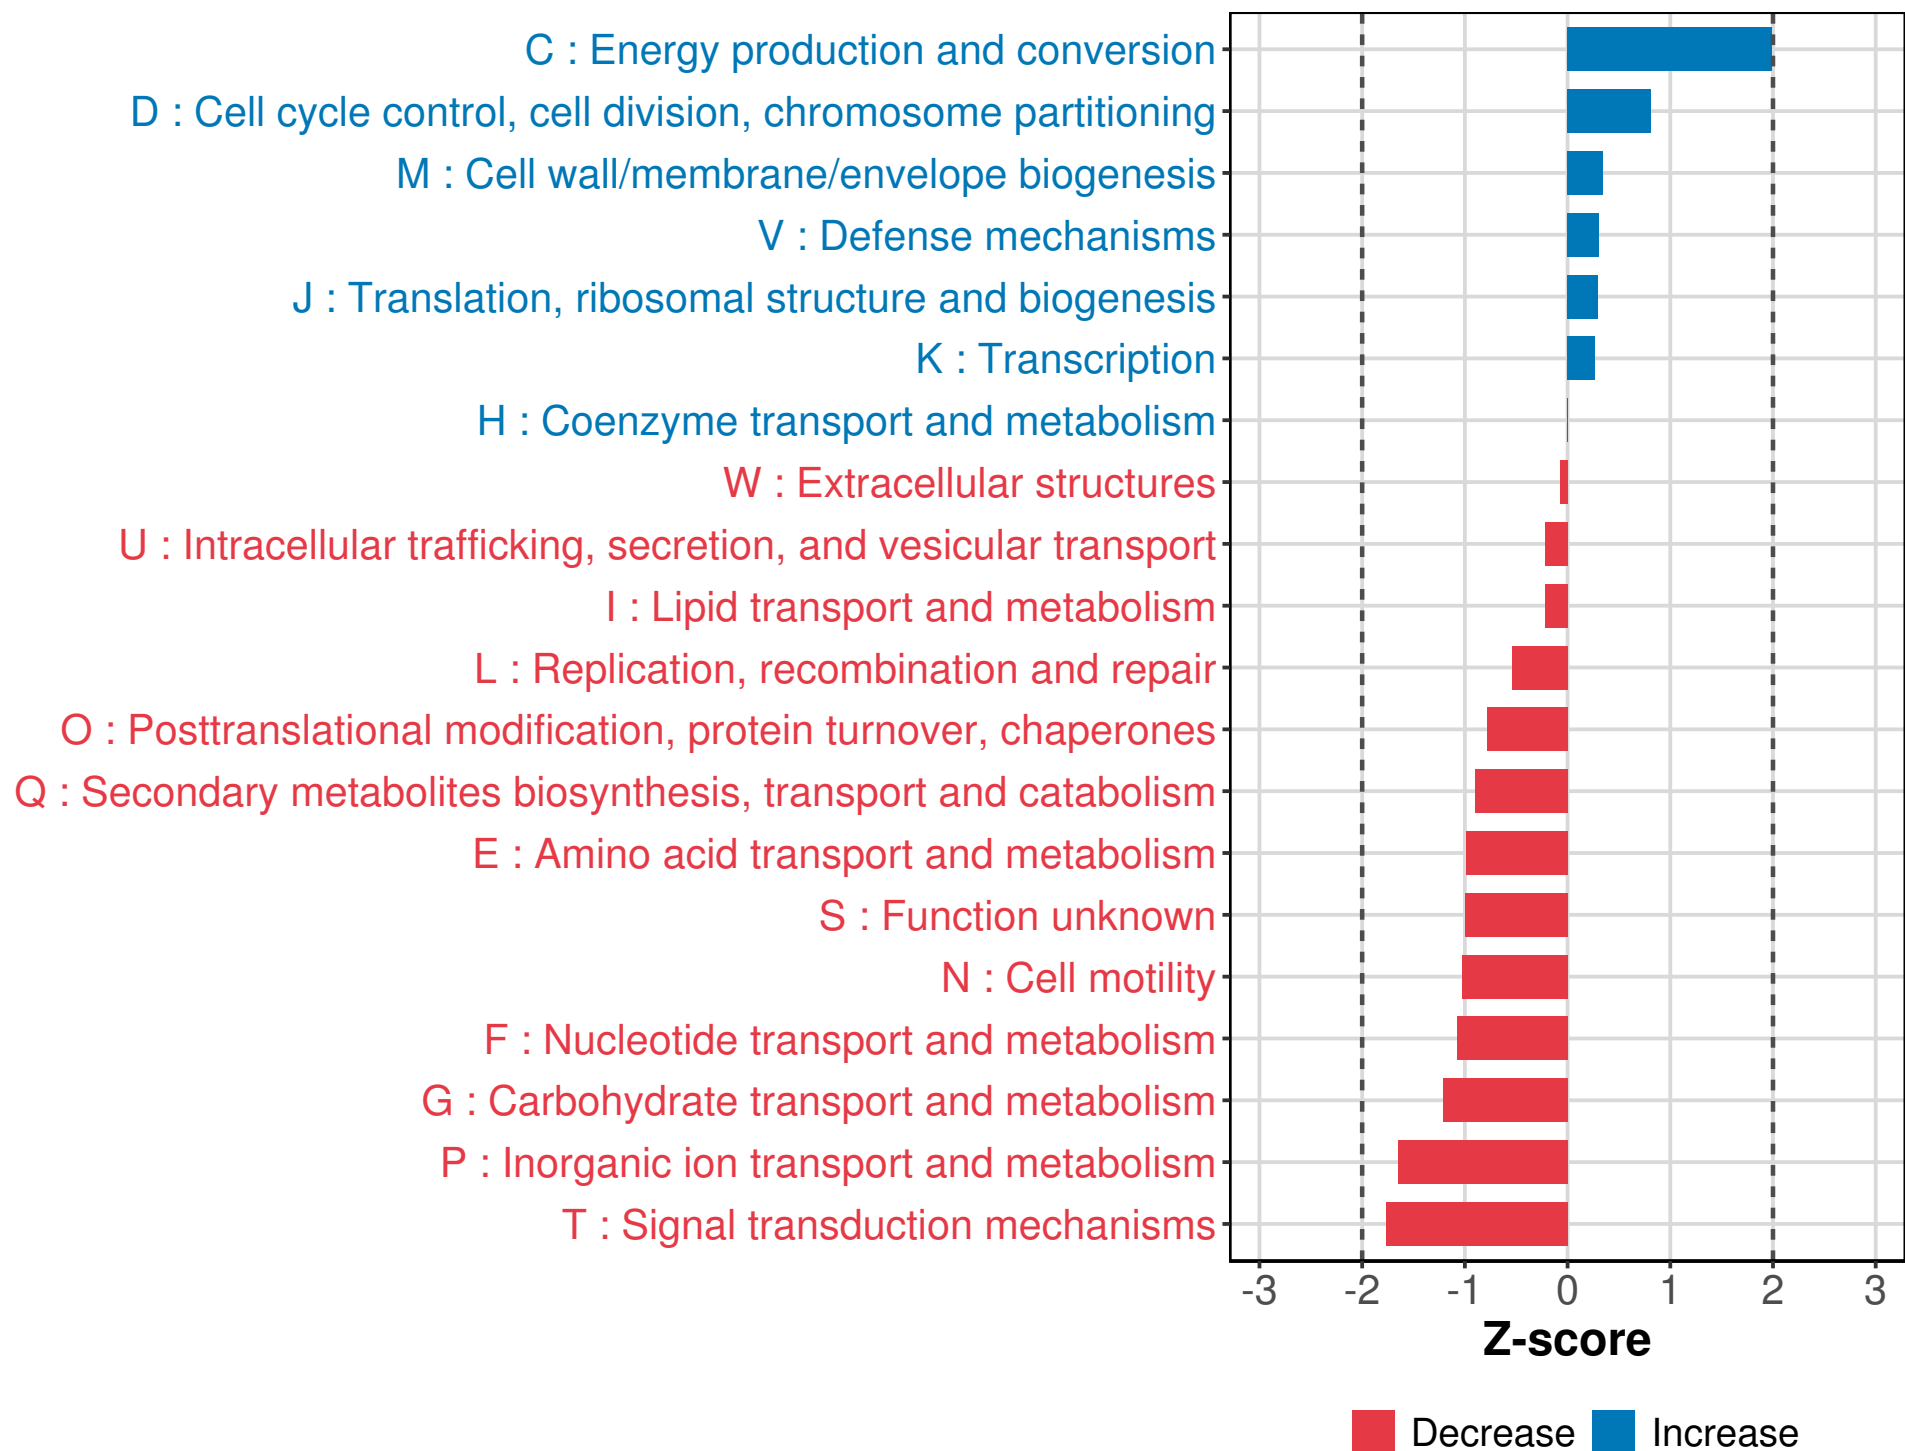 C : Energy production and conversion
D : Cell cycle control, cell division, chromosome partitioning
M : Cell wall/membrane/envelope biogenesis
V : Defense mechanisms
J : Translation, ribosomal structure and biogenesis
K : Transcription
H : Coenzyme transport and metabolism
W : Extracellular structures
U : Intracellular trafficking, secretion, and vesicular transport
I : Lipid transport and metabolism
L : Replication, recombination and repair
O : Posttranslational modification, protein turnover, chaperones
Q : Secondary metabolites biosynthesis, transport and catabolism
E : Amino acid transport and metabolism
S : Function unknown
N : Cell motility
F : Nucleotide transport and metabolism
G : Carbohydrate transport and metabolism
P : Inorganic ion transport and metabolism
T : Signal transduction mechanisms
-3 -2 -1 0 1 2 3
Z-score
Decrease Increase